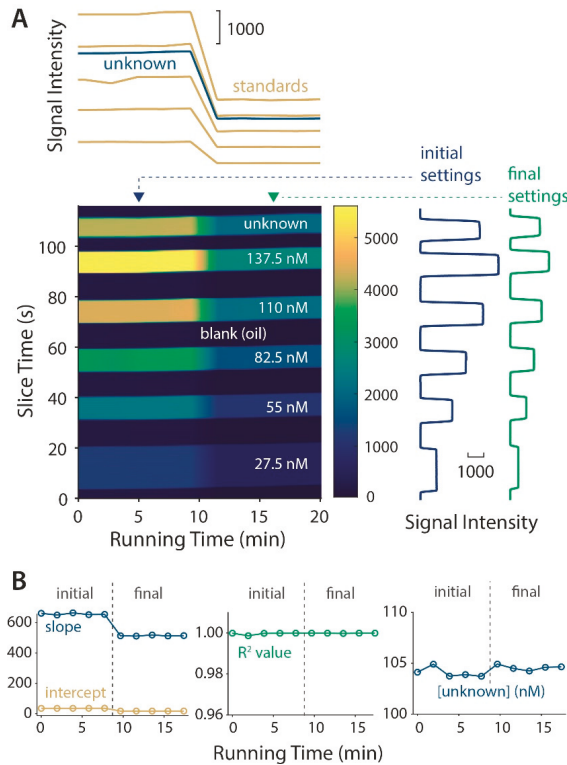 A
1000
SIgnal Intensity
unknown
standards
initial
settings
final
settings
unknown
137.5 nM
110 nM
blank (oil)
82.5 nM
55 nM
27.5 nM
100
80
60
40
20
0
Slice Time (s)
0
5
10
15
20
Running Time (min)
5000
4000
3000
2000
1000
0
1000
Signal Intensity
B
initial
final
600
400
200
0
slope
intercept
0
5
10
15
initial
final
1.00
0.98
0.96
R² value
0
5
10
15
initial
final
110
105
100
[unknown] (nM)
0
5
10
15
Running Time (min)